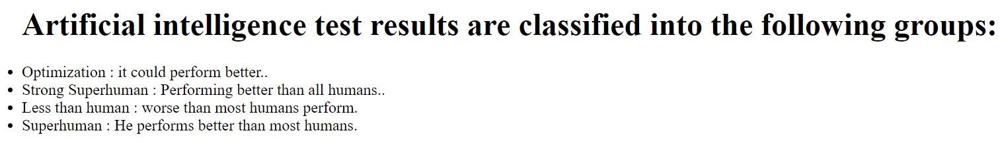 Artificial intelligence test results are classified into the following groups:
• Optimization : it could perform better..
• Strong Superhuman : Performing better than all humans..
• Less than human : worse than most humans perform.
• Superhuman : He performs better than most humans.